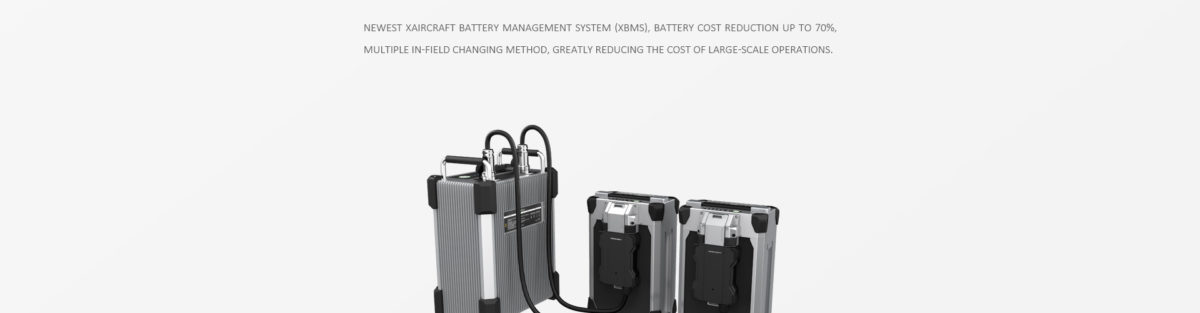 NEWEST XAIRCRAFT BATTERY MANAGEMENT SYSTEM (XBMS), BATTERY COST REDUCTION UP TO 70%,
MULTIPLE IN-FIELD CHANGING METHOD, GREATLY REDUCING THE COST OF LARGE-SCALE OPERATIONS.